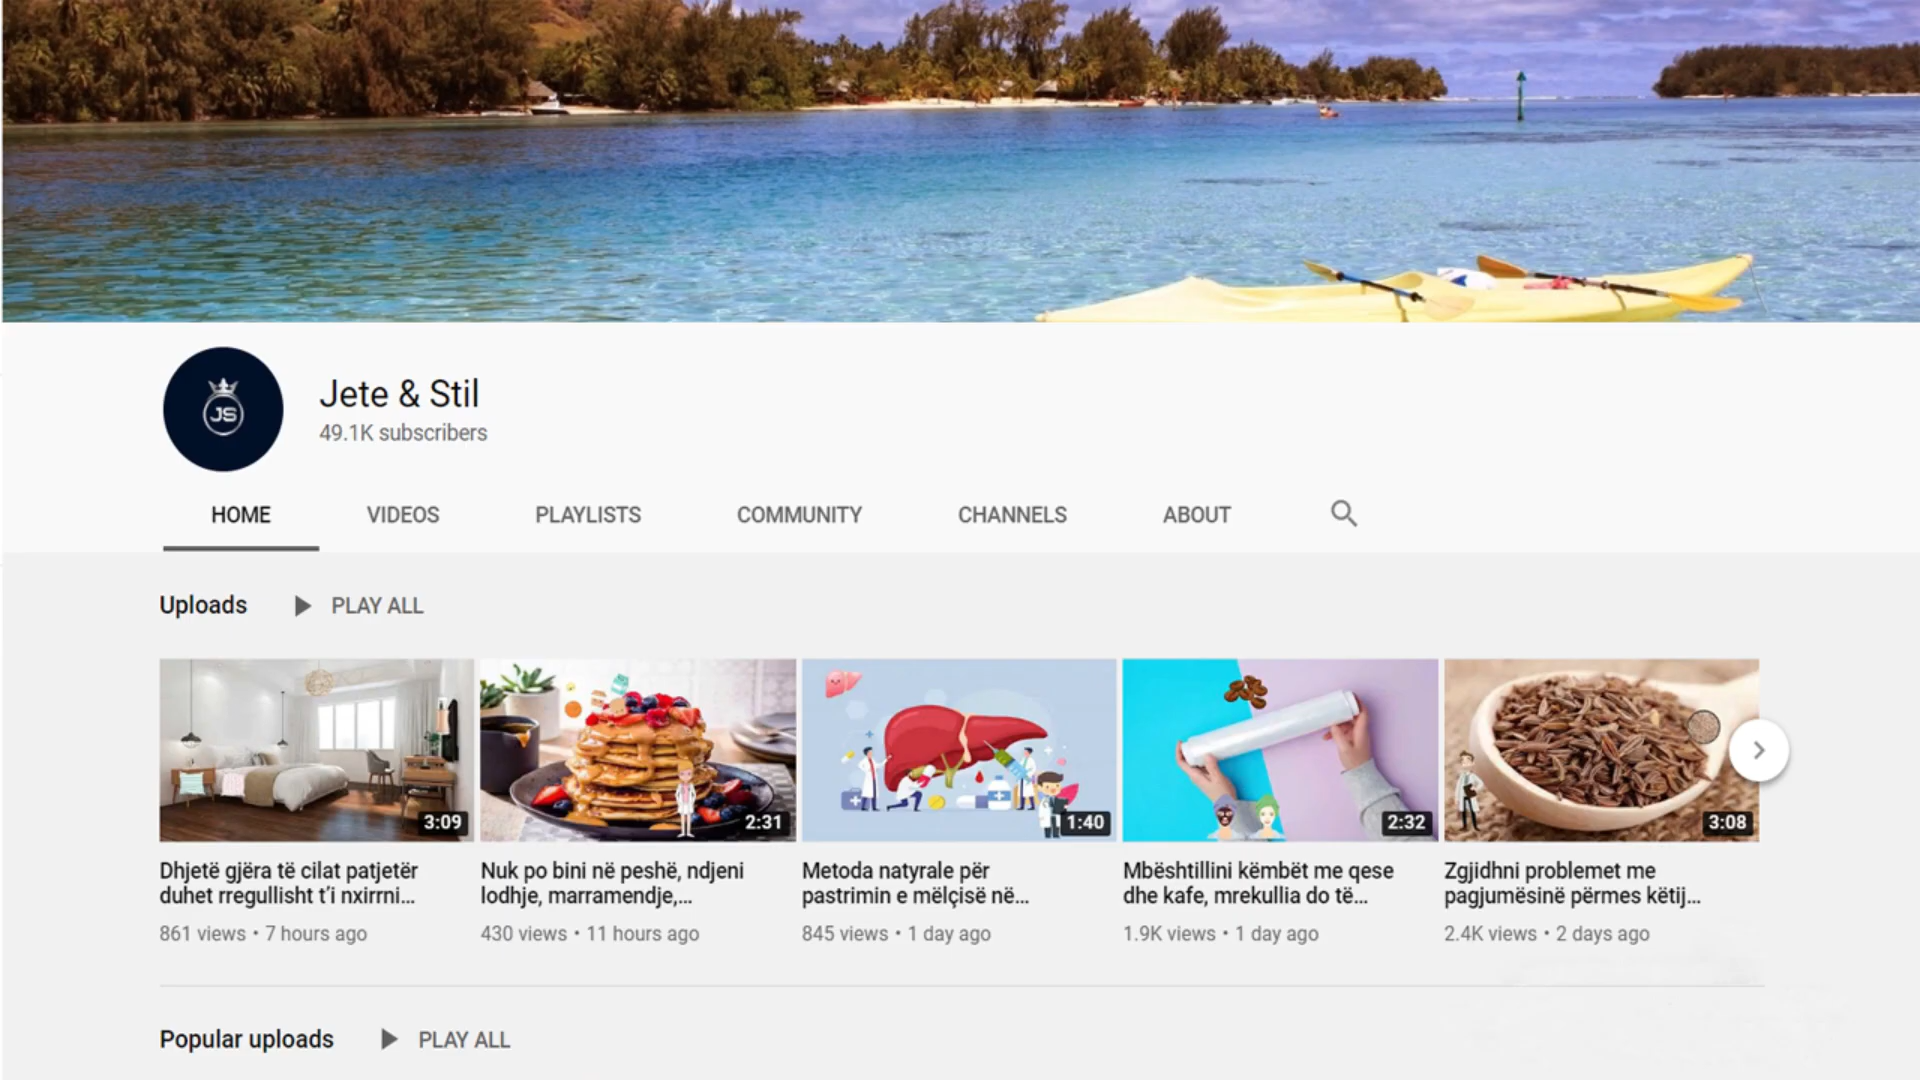 JS
Jete & Stil
49.1K subscribers
HOME VIDEOS PLAYLISTS COMMUNITY CHANNELS ABOUT
Uploads PLAY ALL
3:09 2:31 1:40 2:32 3:08
Dhjetë gjëra të cilat patjetër
duhet rregullisht t’i nxirrni...
861 views • 7 hours ago
Nuk po bini në peshë, ndjeni
lodhje, marramendje,...
430 views • 11 hours ago
Metoda natyrale për
pastrimin e mëlçisë në...
845 views • 1 day ago
Mbështillini këmbët me qese
dhe kafe, mrekullia do të...
1.9K views • 1 day ago
Zgjidhni problemet me
pagjumësinë përmes këtij...
2.4K views • 2 days ago
Popular uploads PLAY ALL